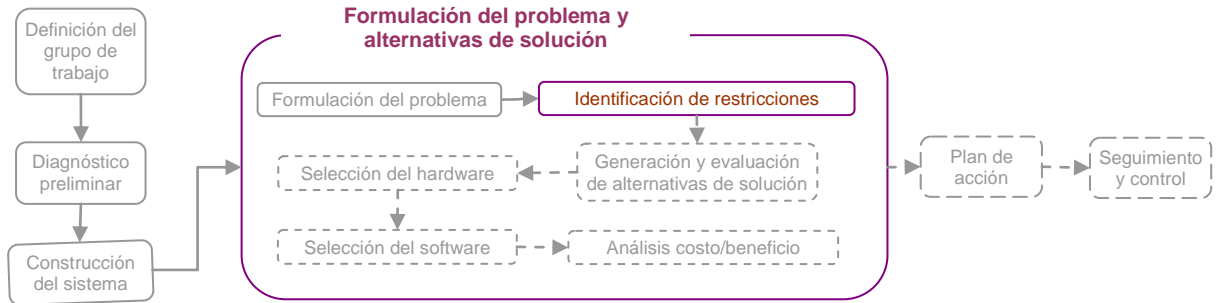 Definición del
grupo de
trabajo
Diagnóstico
preliminar
Construcción
del sistema
Formulación del problema y
alternativas de solución
Formulación del problema
Identificación de restricciones
Generación y evaluación
de alternativas de solución
Selección del hardware
Selección del software
Análisis costo/beneficio
Plan de
acción
Seguimiento
y control